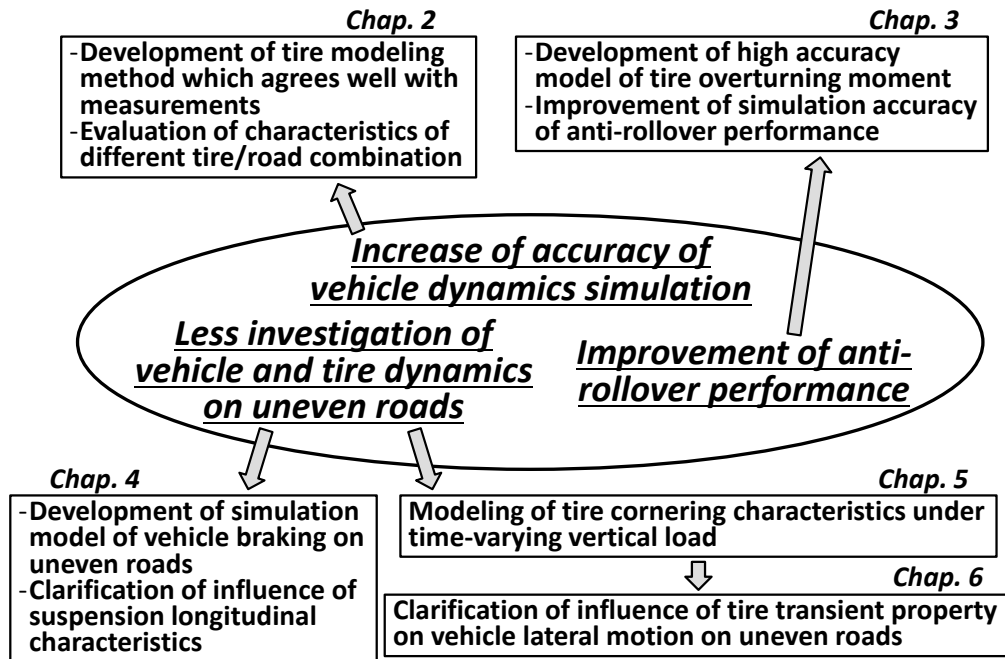 Chap. 2
-Development of tire modeling
method which agrees well with
measurements
-Evaluation of characteristics of
different tire/road combination
Chap. 3
-Development of high accuracy
model of tire overturning moment
-Improvement of simulation accuracy
of anti-rollover performance
Increase of accuracy of
vehicle dynamics simulation
Less investigation of
vehicle and tire dynamics
on uneven roads
Improvement of anti-
rollover performance
Chap. 4
-Development of simulation
model of vehicle braking on
uneven roads
-Clarification of influence of
suspension longitudinal
characteristics
Chap. 5
Modeling of tire cornering characteristics under
time-varying vertical load
Chap. 6
Clarification of influence of tire transient property
on vehicle lateral motion on uneven roads